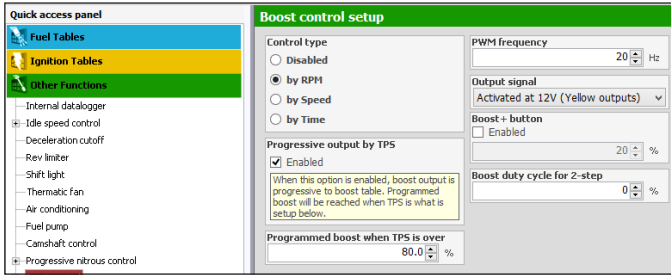 Quick access panel
Fuel Tables
Ignition Tables
Other Functions
Internal datalogger
Idle speed control
Deceleration cutoff
Rev limiter
Shift light
Thermatic fan
Air conditioning
Fuel pump
Camshaft control
Progressive nitrous control
Boost control setup
Control type
Disabled
by RPM
by Speed
by Time
Progressive output by TPS
Enabled
When this option is enabled, boost output is
progressive to boost table. Programmed
boost will be reached when TPS is what is
setup below.
Programmed boost when TPS is over
80.0 %
PWM frequency
20 Hz
Output signal
Activated at 12V (Yellow outputs)
Boost+ button
Enabled
20 %
Boost duty cycle for 2-step
0 %